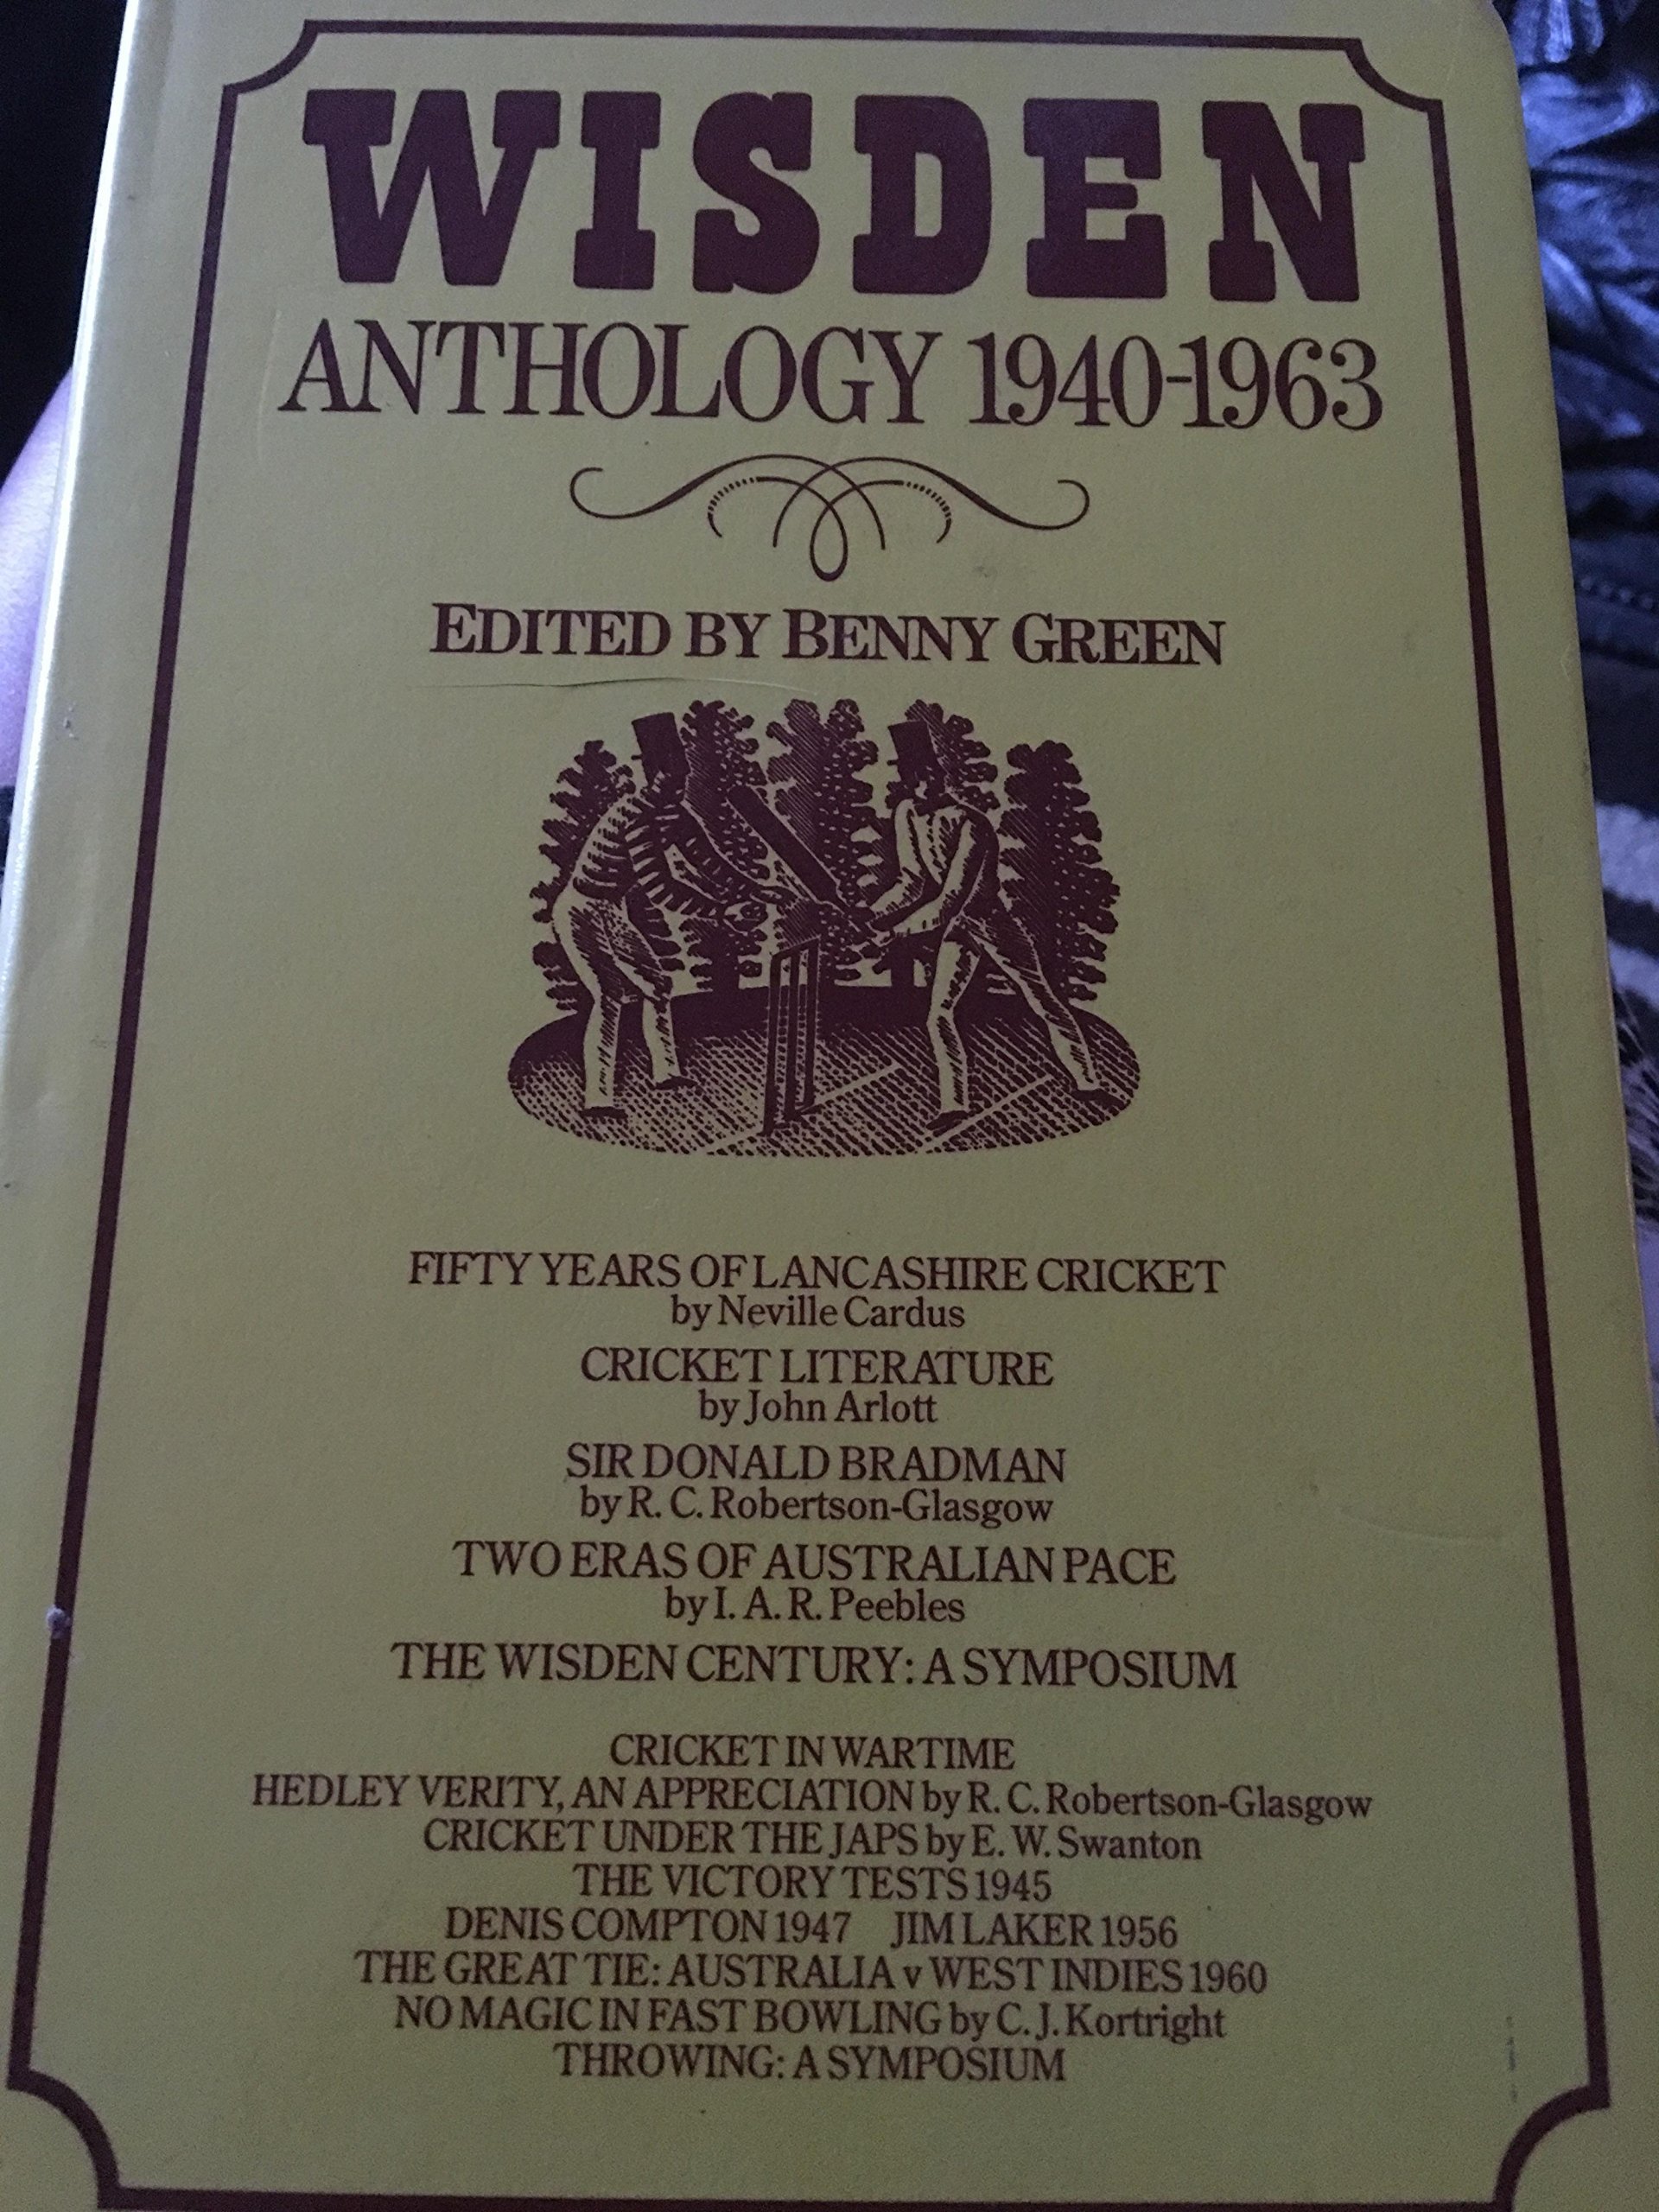 WISDEN
ANTHOLOGY 1940-1963
EDITED BY BENNY GREEN
FIFTY YEARS OF LANCASHIRE CRICKET
by Neville Cardus
CRICKET LITERATURE
by John Arlott
SIR DONALD BRADMAN
by R. C. Robertson-Glasgow
TWO ERAS OF AUSTRALIAN PACE
by I. A. R. Peebles
THE WISDEN CENTURY: A SYMPOSIUM
CRICKET IN WARTIME
HEDLEY VERITY, AN APPRECIATION by R. C. Robertson-Glasgow
CRICKET UNDER THE JAPS by E. W. Swanton
THE VICTORY TESTS 1945
DENIS COMPTON 1947 JIM LAKER 1956
THE GREAT TIE: AUSTRALIA v WEST INDIES 1960
NO MAGIC IN FAST BOWLING by C. J. Kortright
THROWING: A SYMPOSIUM